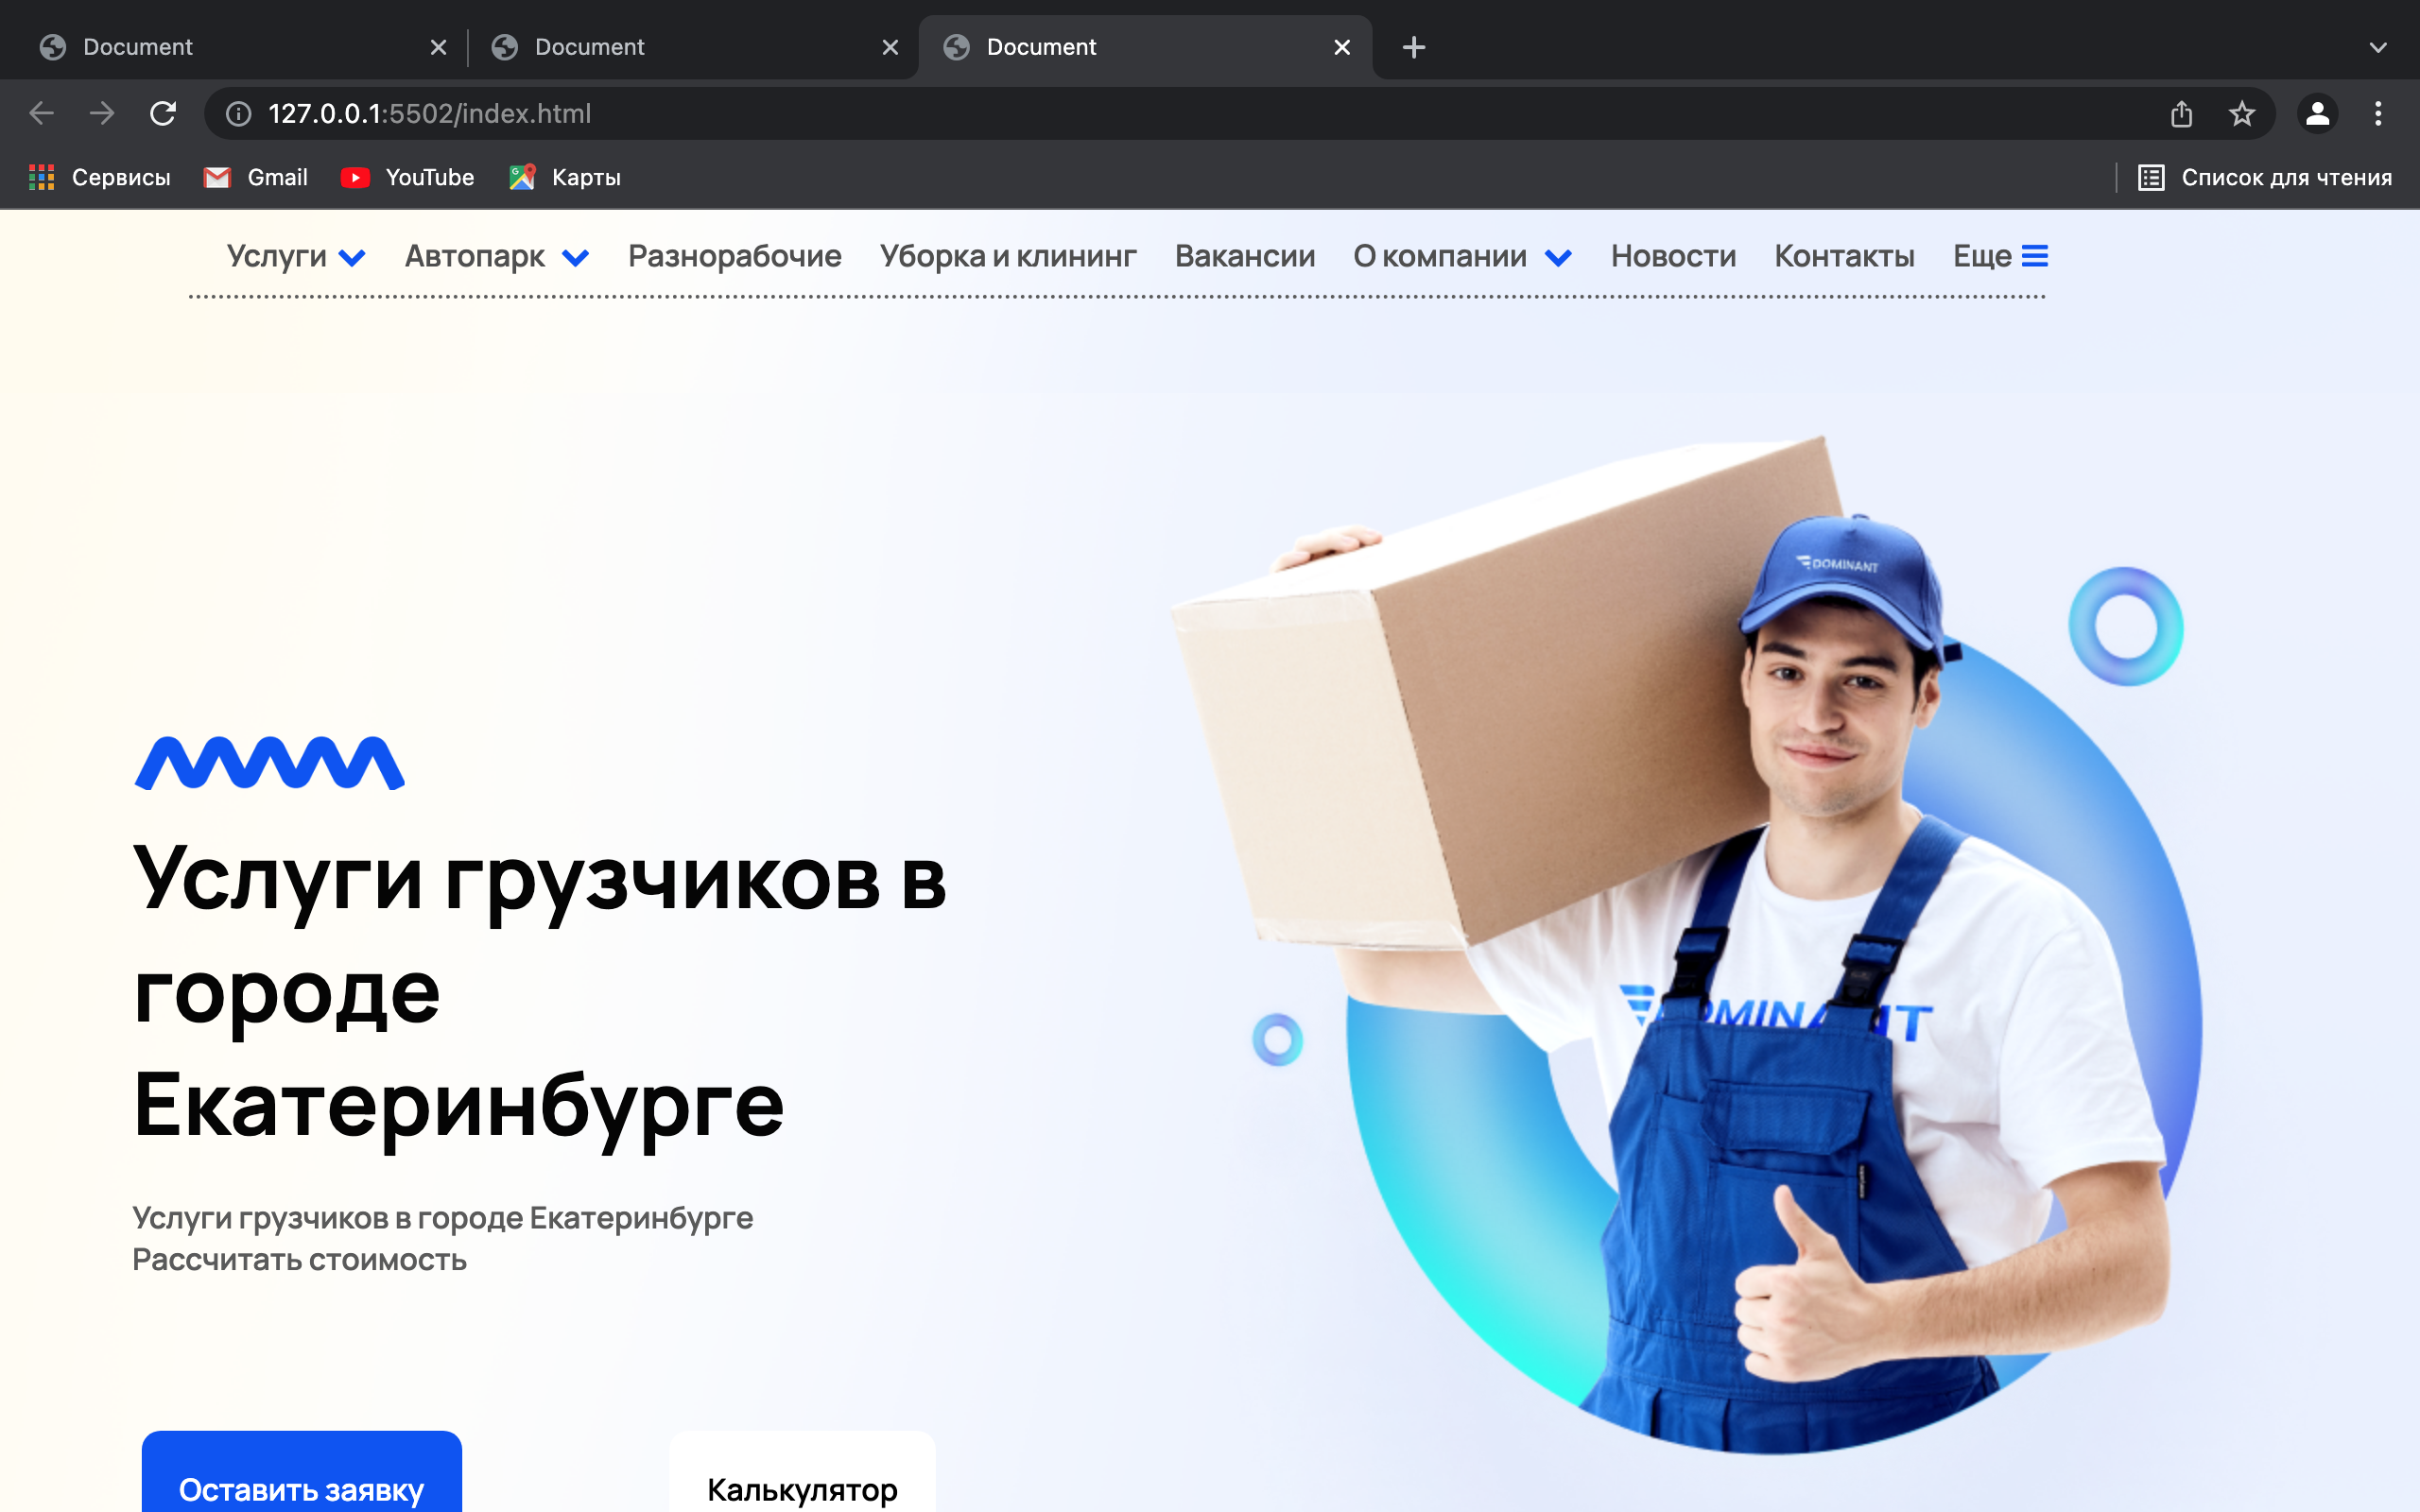 Document
Document
Document
127.0.0.1:5502/index.html
Сервисы
Gmail
YouTube
Карты
Список для чтения
Услуги
Автопарк
Разнорабочие
Уборка и клининг
Вакансии
О компании
Новости
Контакты
Еще
DOMINANT
Услуги грузчиков в
городе
Екатеринбурге
Услуги грузчиков в городе Екатеринбурге
Рассчитать стоимость
Оставить заявку
Калькулятор
DOMINANT